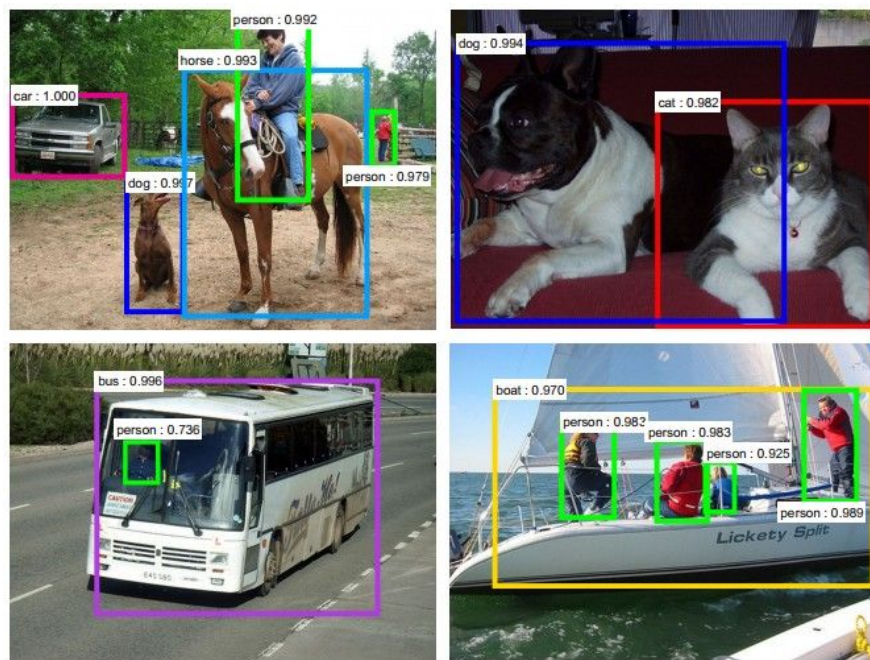 person : 0.992
horse : 0.993
car : 1.000
person : 0.979
dog : 0.997
dog : 0.994
cat : 0.982
bus : 0.996
person : 0.736
CAUTION
boat : 0.970
person : 0.983
person : 0.983
person : 0.925
person : 0.989
Lickety Split